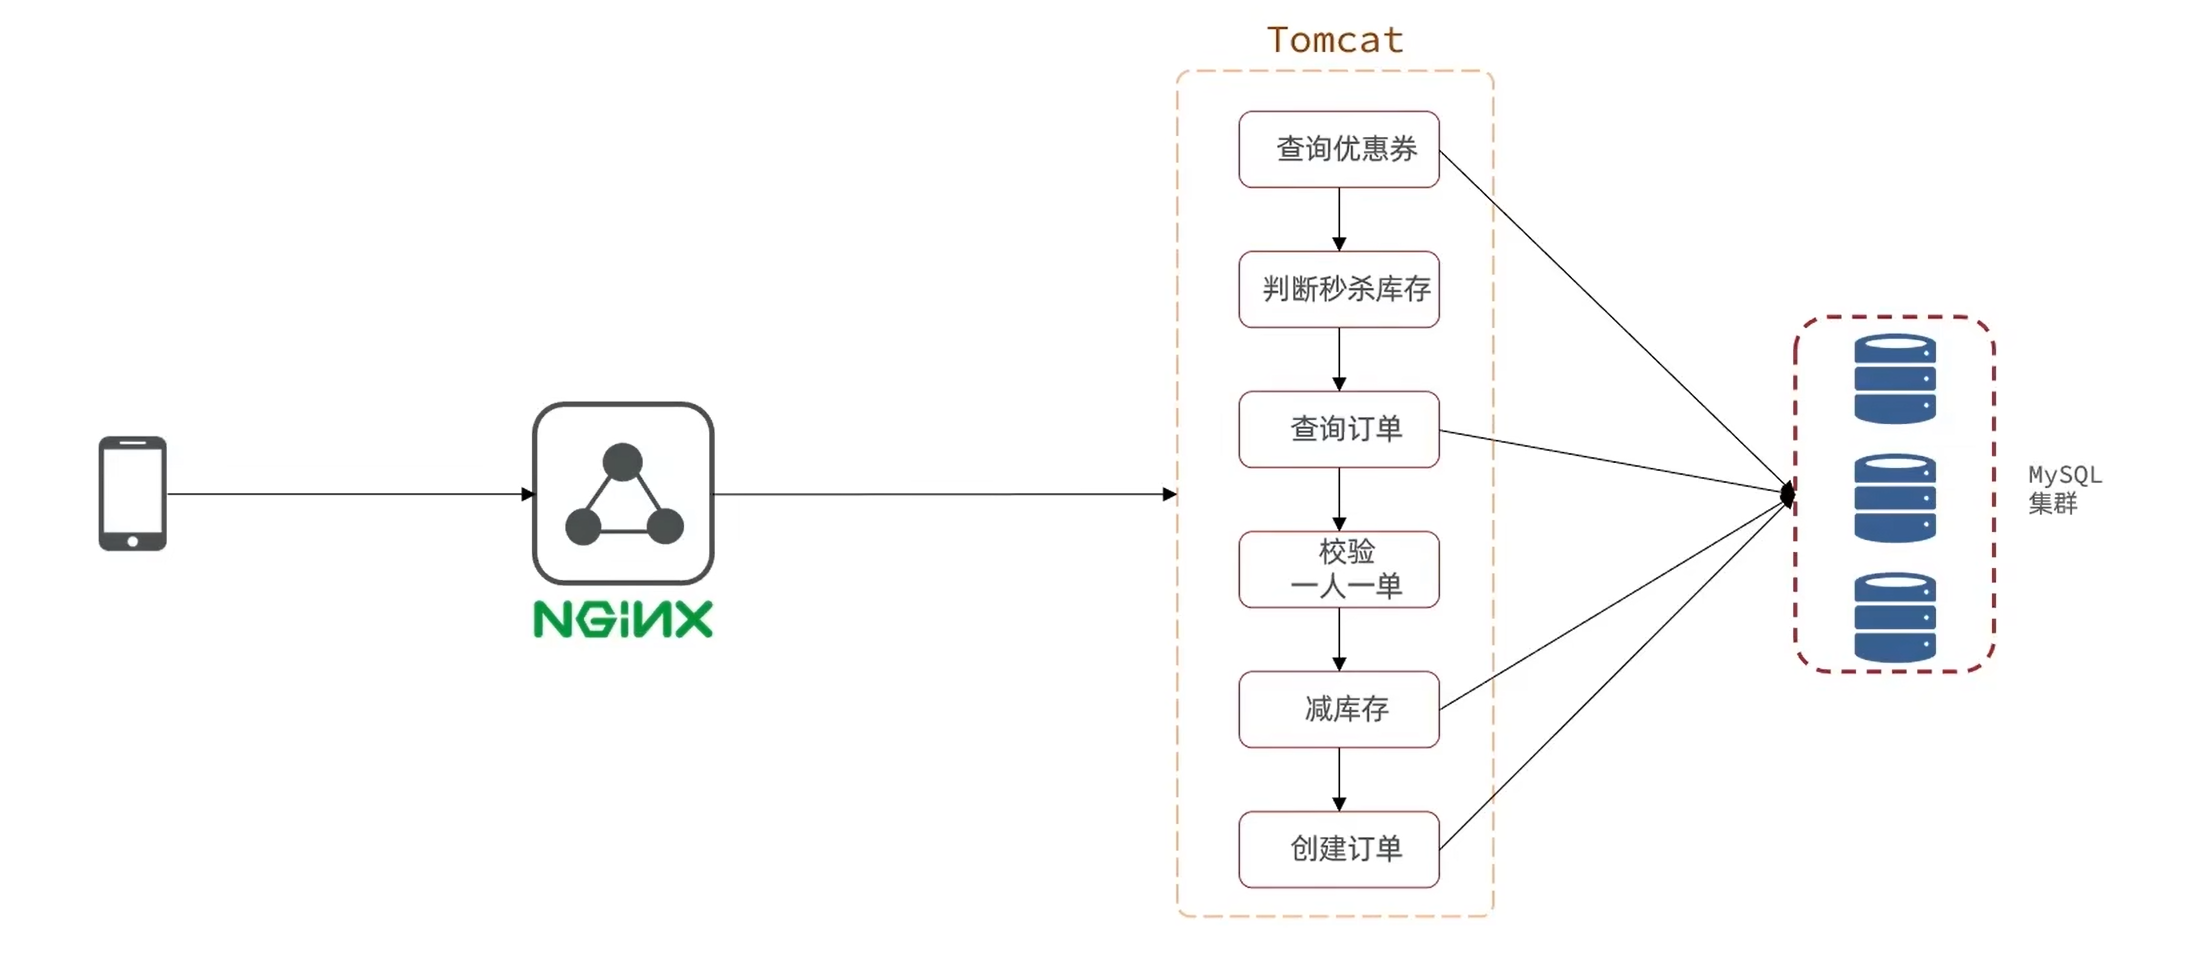 Tomcat
查询优惠券
判断秒杀库存
查询订单
校验
一人一单
减库存
创建订单
NGiNX
MySQL
集群